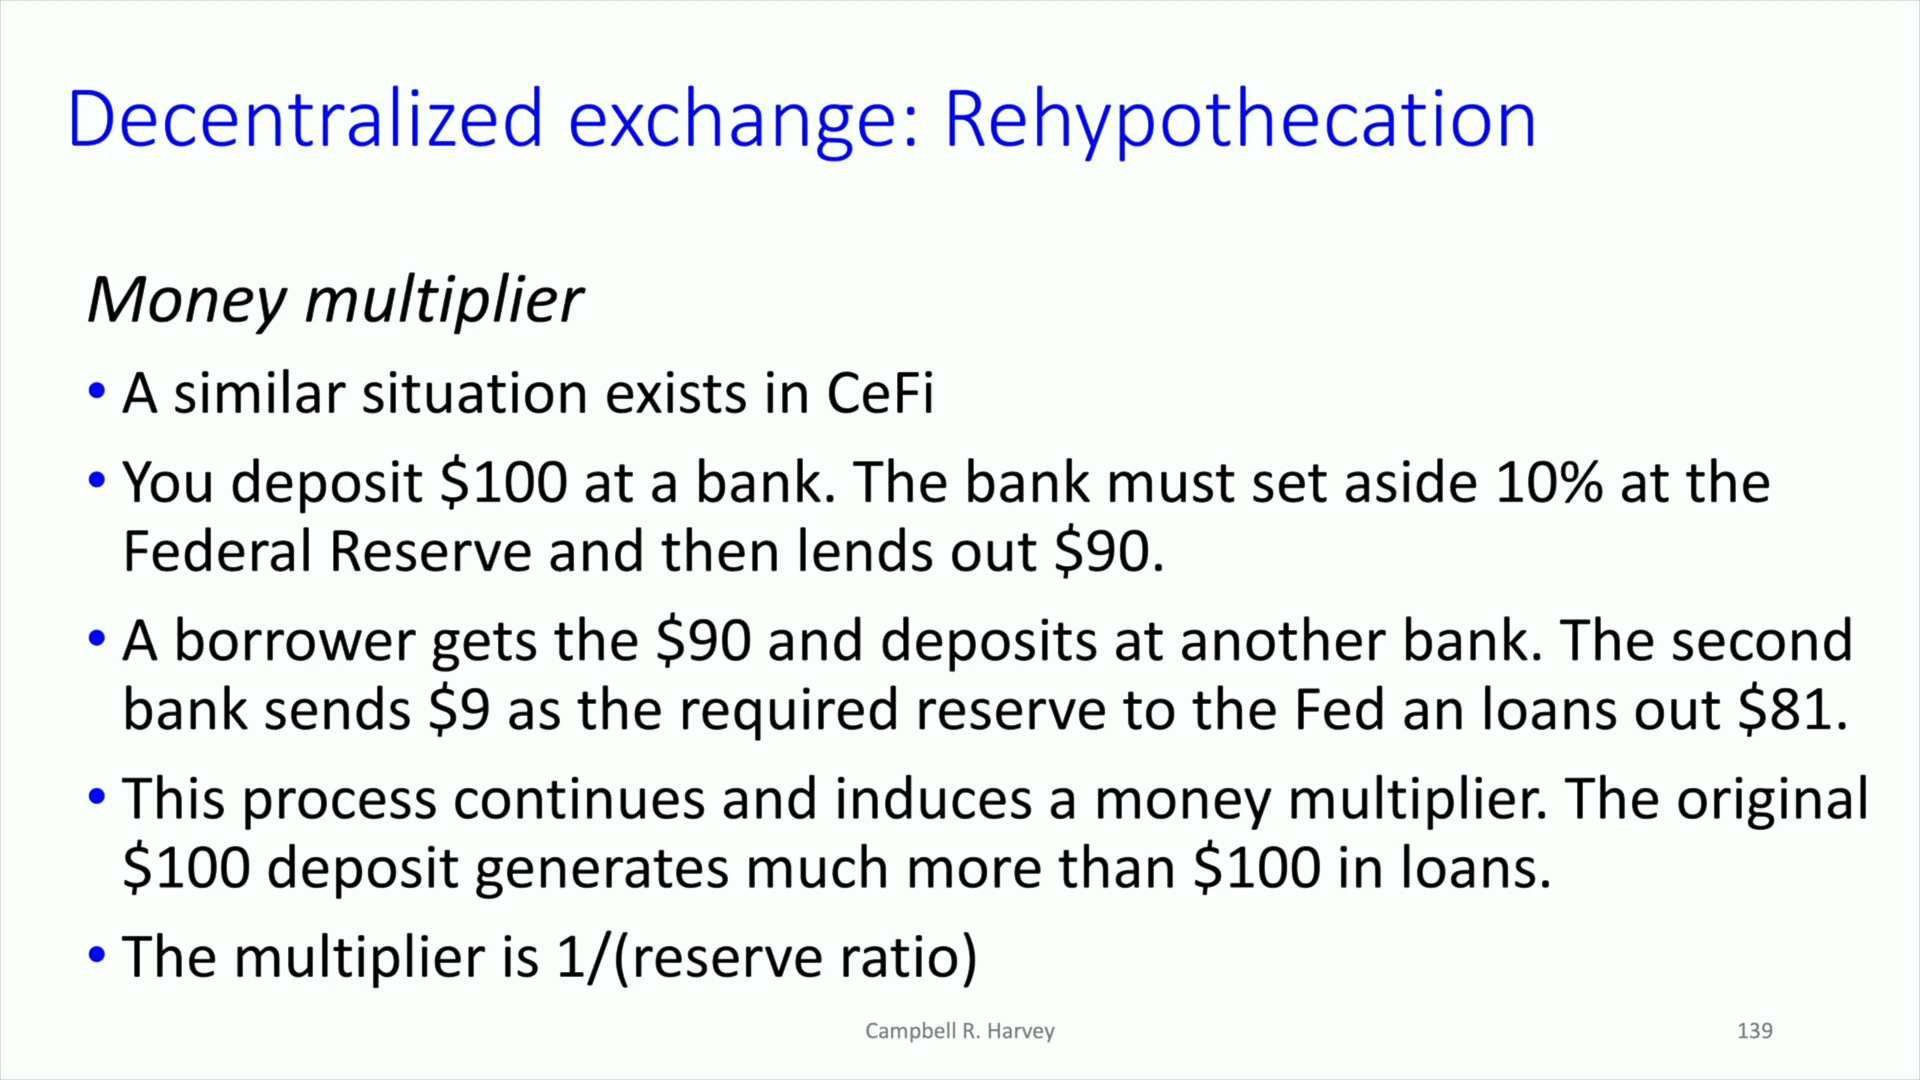 Decentralized exchange: Rehypothecation
Money multiplier
• A similar situation exists in CeFi
• You deposit $100 at a bank. The bank must set aside 10% at the
Federal Reserve and then lends out $90.
• A borrower gets the $90 and deposits at another bank. The second
bank sends $9 as the required reserve to the Fed an loans out $81.
• This process continues and induces a money multiplier. The original
$100 deposit generates much more than $100 in loans.
• The multiplier is 1/(reserve ratio)
Campbell R. Harvey
139